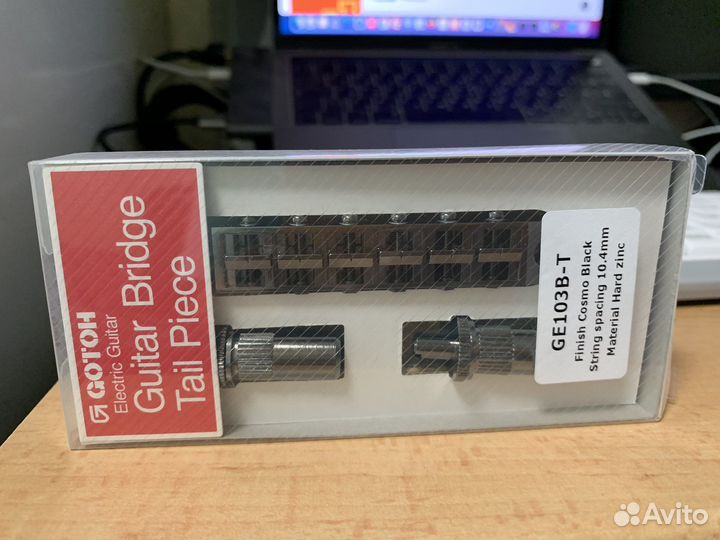 GOTOH
Electric Guitar
Guitar Bridge
Tail Piece
GE103B-T
Finish Cosmo Black
String spacing 10.4mm
Material Hard zinc
Avito